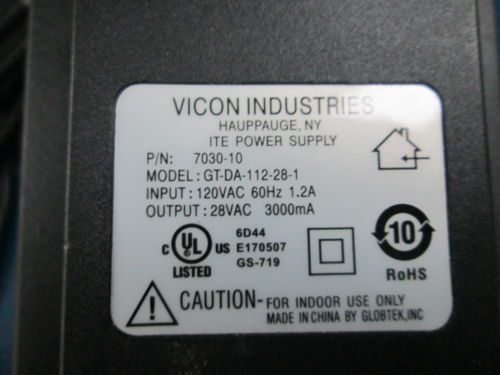 VICON INDUSTRIES
HAUPPAUGE, NY
ITE POWER SUPPLY
P/N: 7030-10
MODEL: GT-DA-112-28-1
INPUT: 120VAC 60Hz 1.2A
OUTPUT: 28VAC 3000mA
C UL US
LISTED
6D44
E170507
GS-719
10
RoHS
CAUTION-FOR INDOOR USE ONLY
MADE IN CHINA BY GLOBTEK,INC